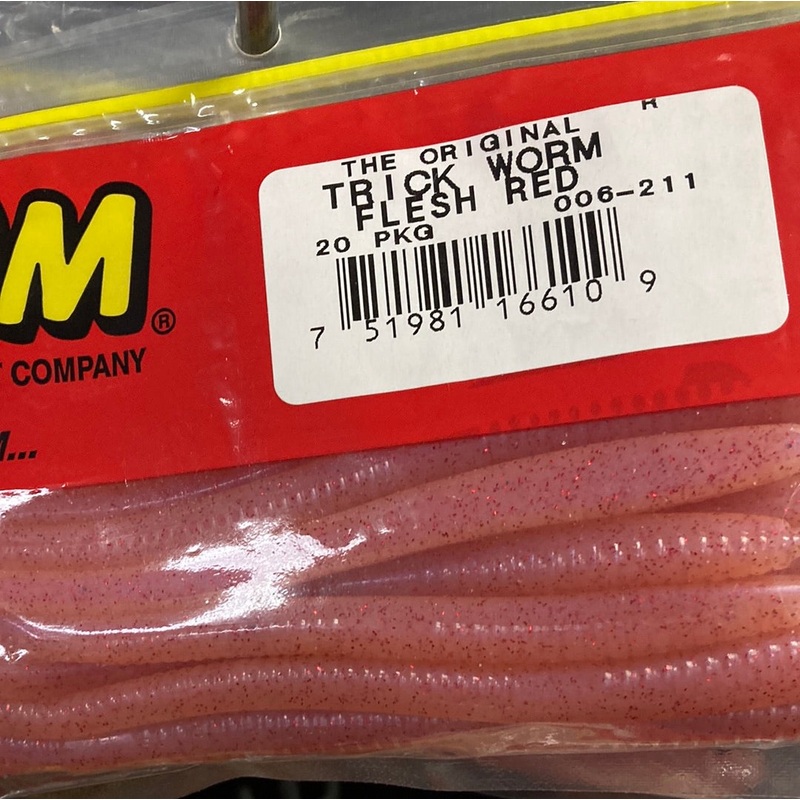 R
THE ORIGINAL
TRICK WORM
FLESH RED
20 PKG 006-211
7 51981 16610 9
M®
COMPANY